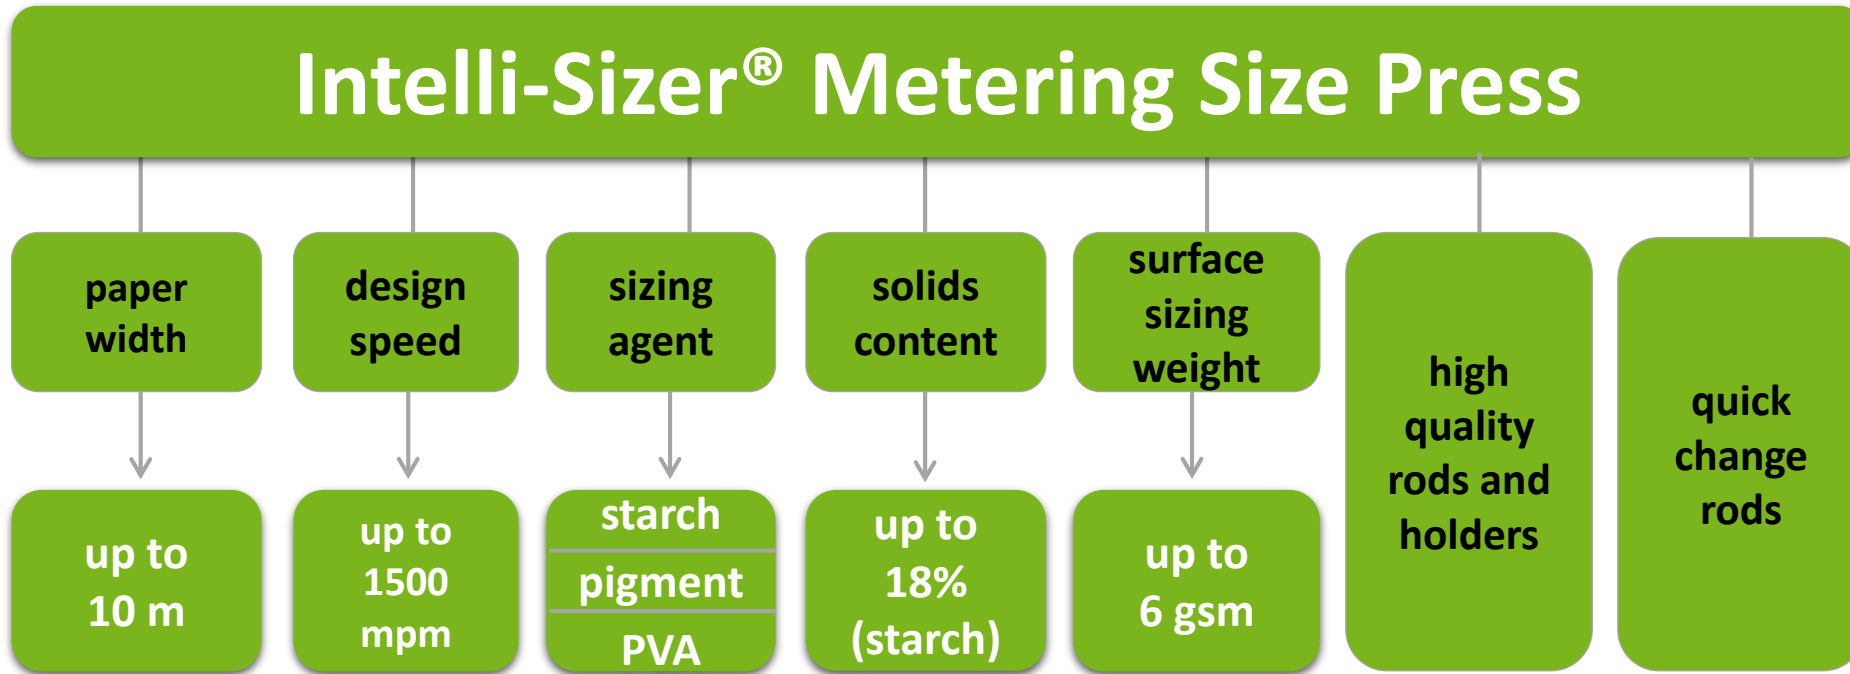 Intelli-Sizer® Metering Size Press
paper
width
design
speed
sizing
agent
solids
content
surface
sizing
weight
high
quality
rods and
holders
quick
change
rods
up to
10 m
up to
1500
mpm
starch
pigment
PVA
up to
18%
(starch)
up to
6 gsm